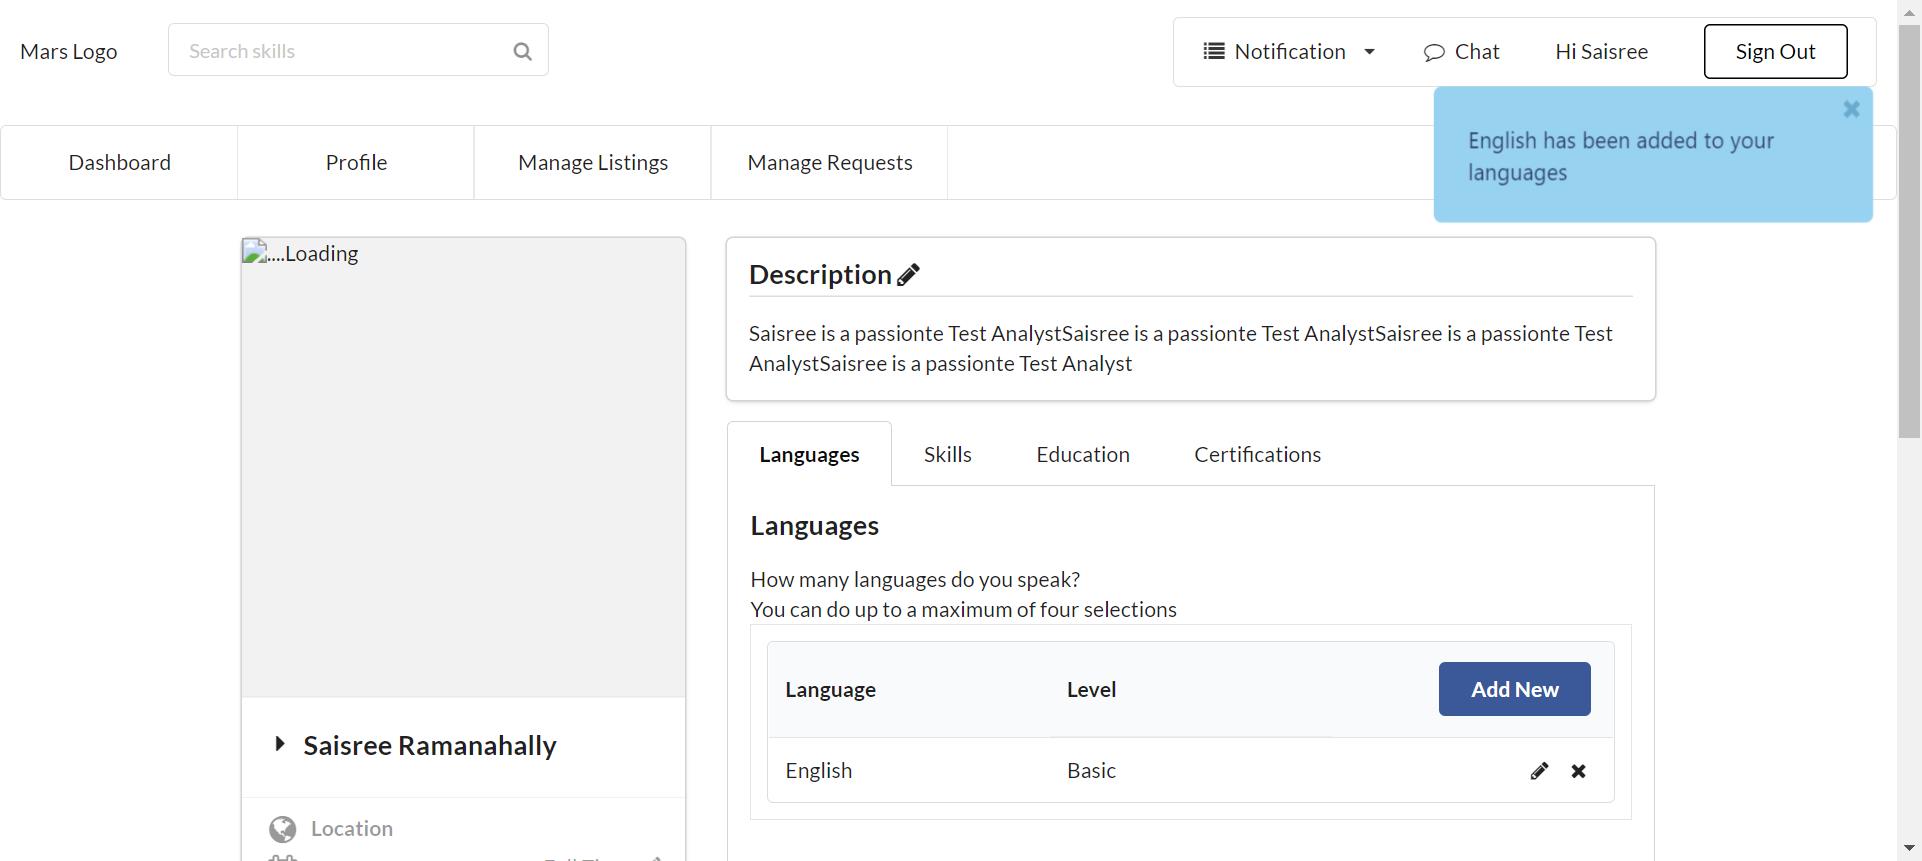 Mars Logo
Search skills
Notification
Chat
Hi Saisree
Sign Out
English has been added to your
languages
Dashboard
Profile
Manage Listings
Manage Requests
....Loading
Saisree Ramanahally
Location
Description
Saisree is a passionte Test AnalystSaisree is a passionte Test AnalystSaisree is a passionte Test
AnalystSaisree is a passionte Test Analyst
Languages
Skills
Education
Certifications
Languages
How many languages do you speak?
You can do up to a maximum of four selections
Language
Level
Add New
English
Basic